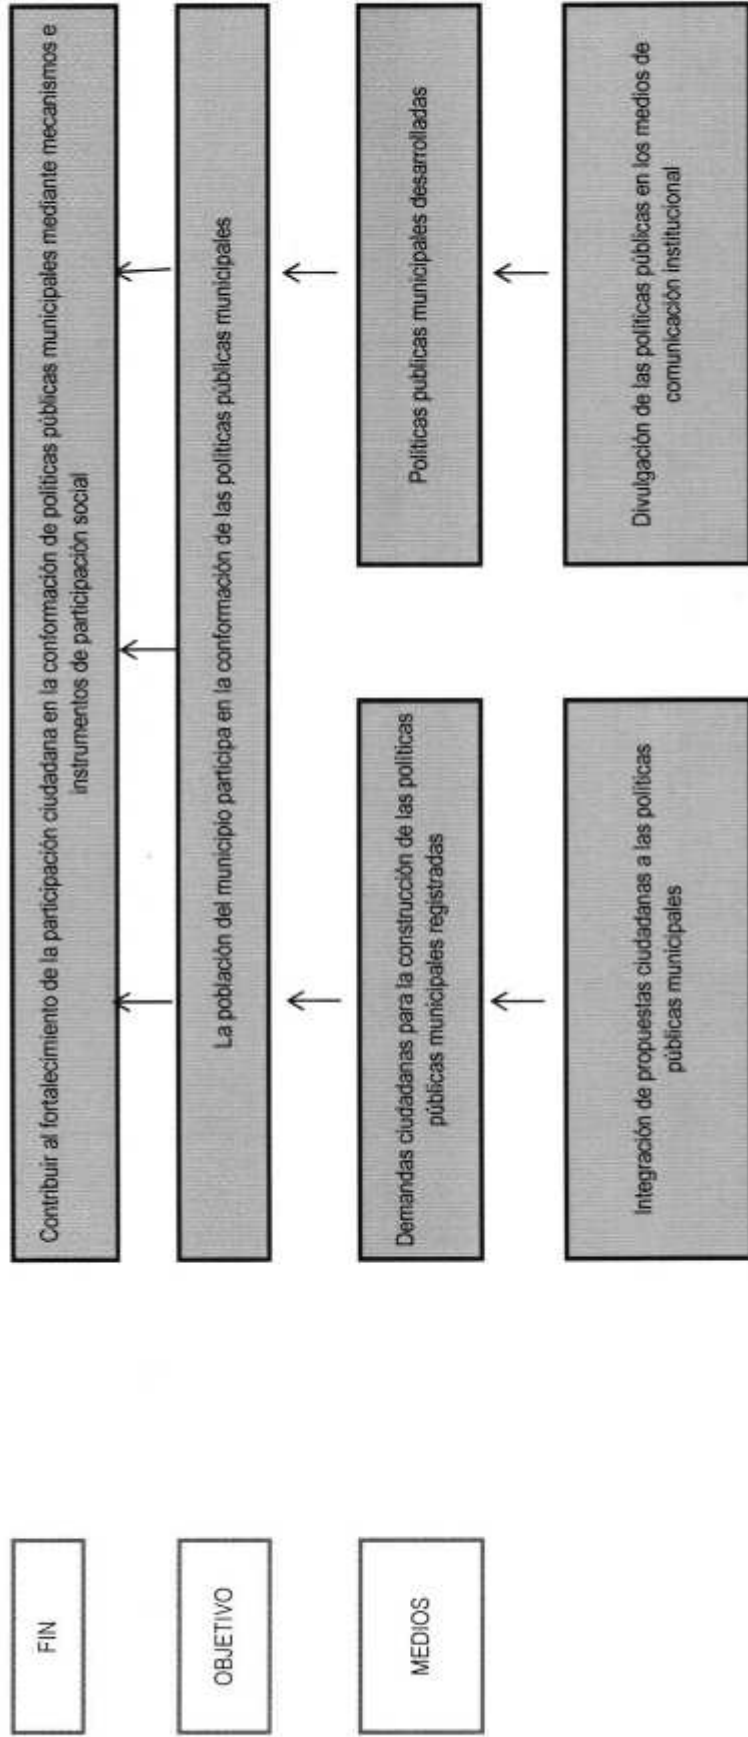 FIN
Contribuir al fortalecimiento de la participación ciudadana en la conformación de políticas públicas municipales mediante mecanismos e
instrumentos de participación social
OBJETIVO
La población del municipio participa en la conformación de las políticas públicas municipales
MEDIOS
Demandas ciudadanas para la construcción de las políticas
públicas municipales registradas
Políticas publicas municipales desarrolladas
Integración de propuestas ciudadanas a las políticas
públicas municipales
Divulgación de las políticas públicas en los medios de
comunicación institucional